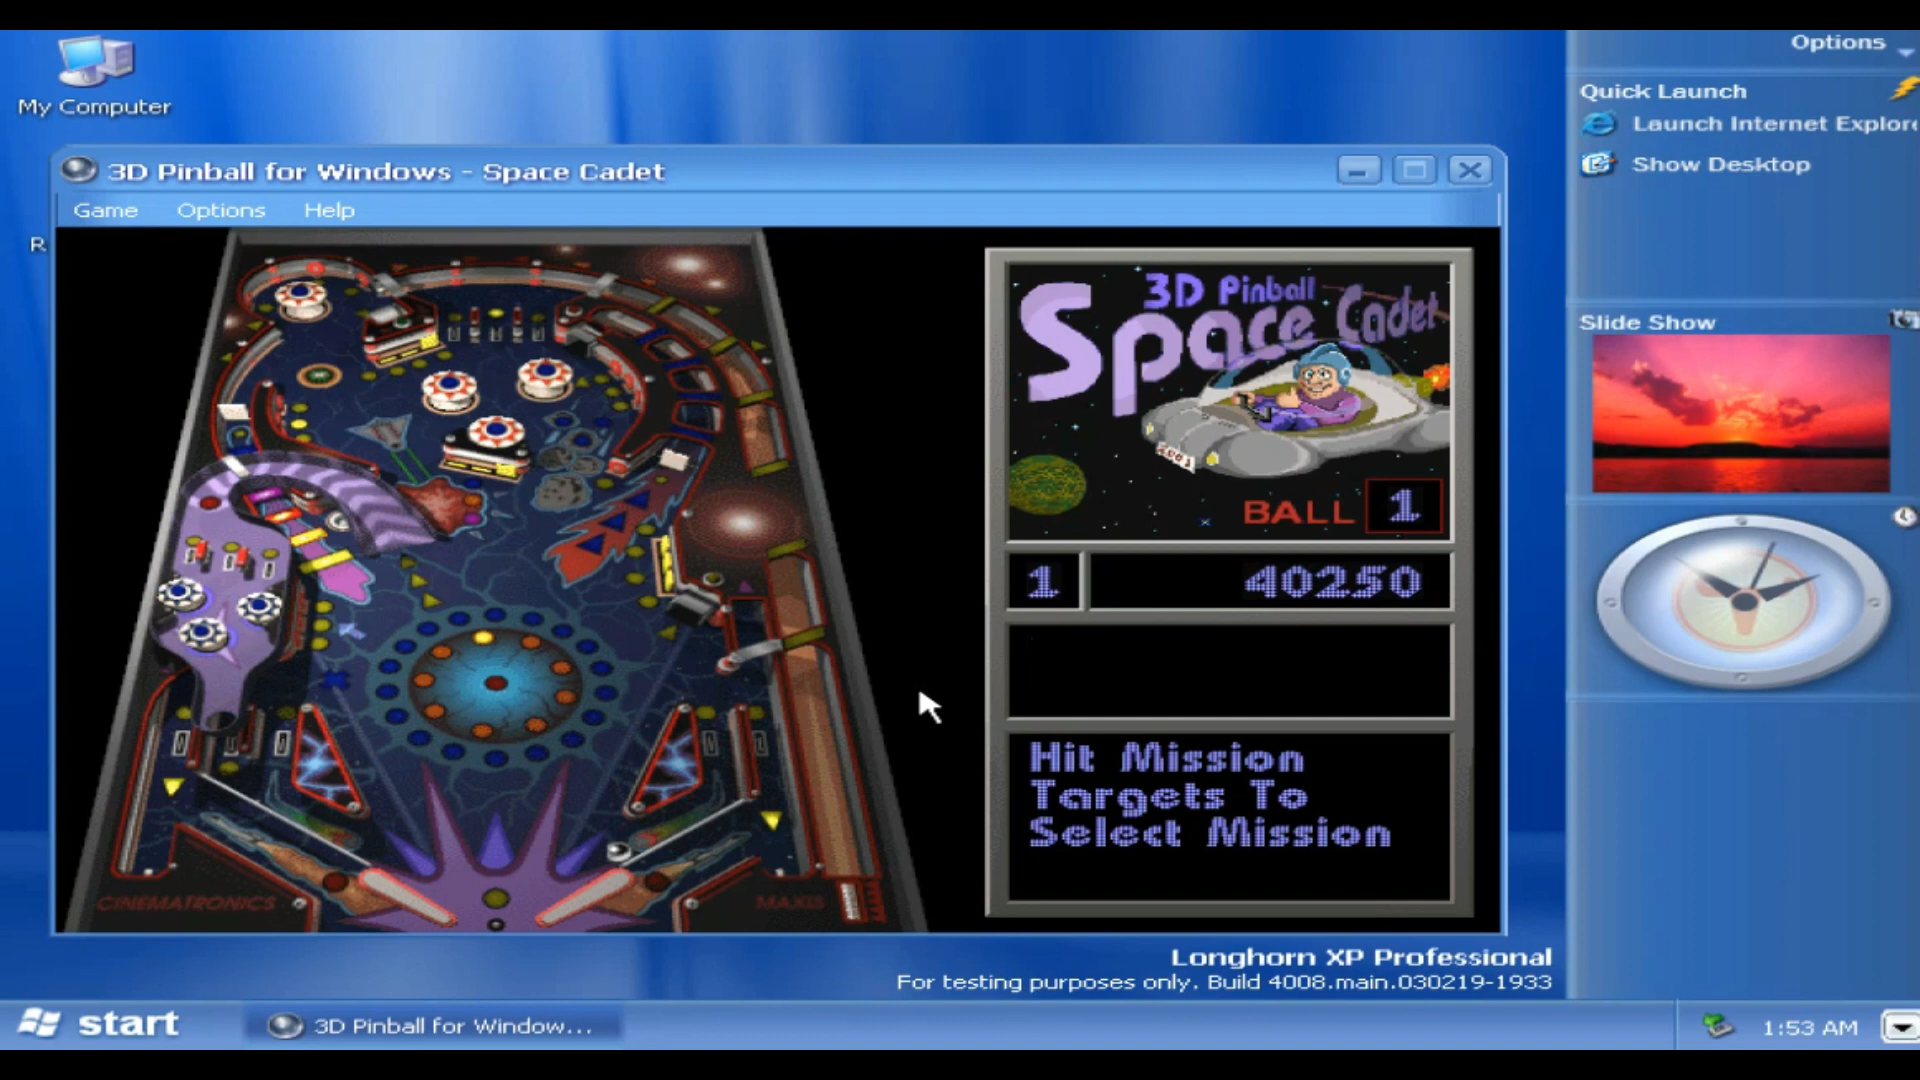 My Computer
R
3D Pinball for Windows - Space Cadet
Game Options Help
3D Pinball
Space Cadet
BALL 1
1 40250
Hit Mission
Targets To
Select Mission
CINEMATRONICS
MAXIS
Options
Quick Launch
Launch Internet Explore
Show Desktop
Slide Show
Longhorn XP Professional
For testing purposes only. Build 4008.main.030219-1933
start
3D Pinball for Window...
1:53 AM